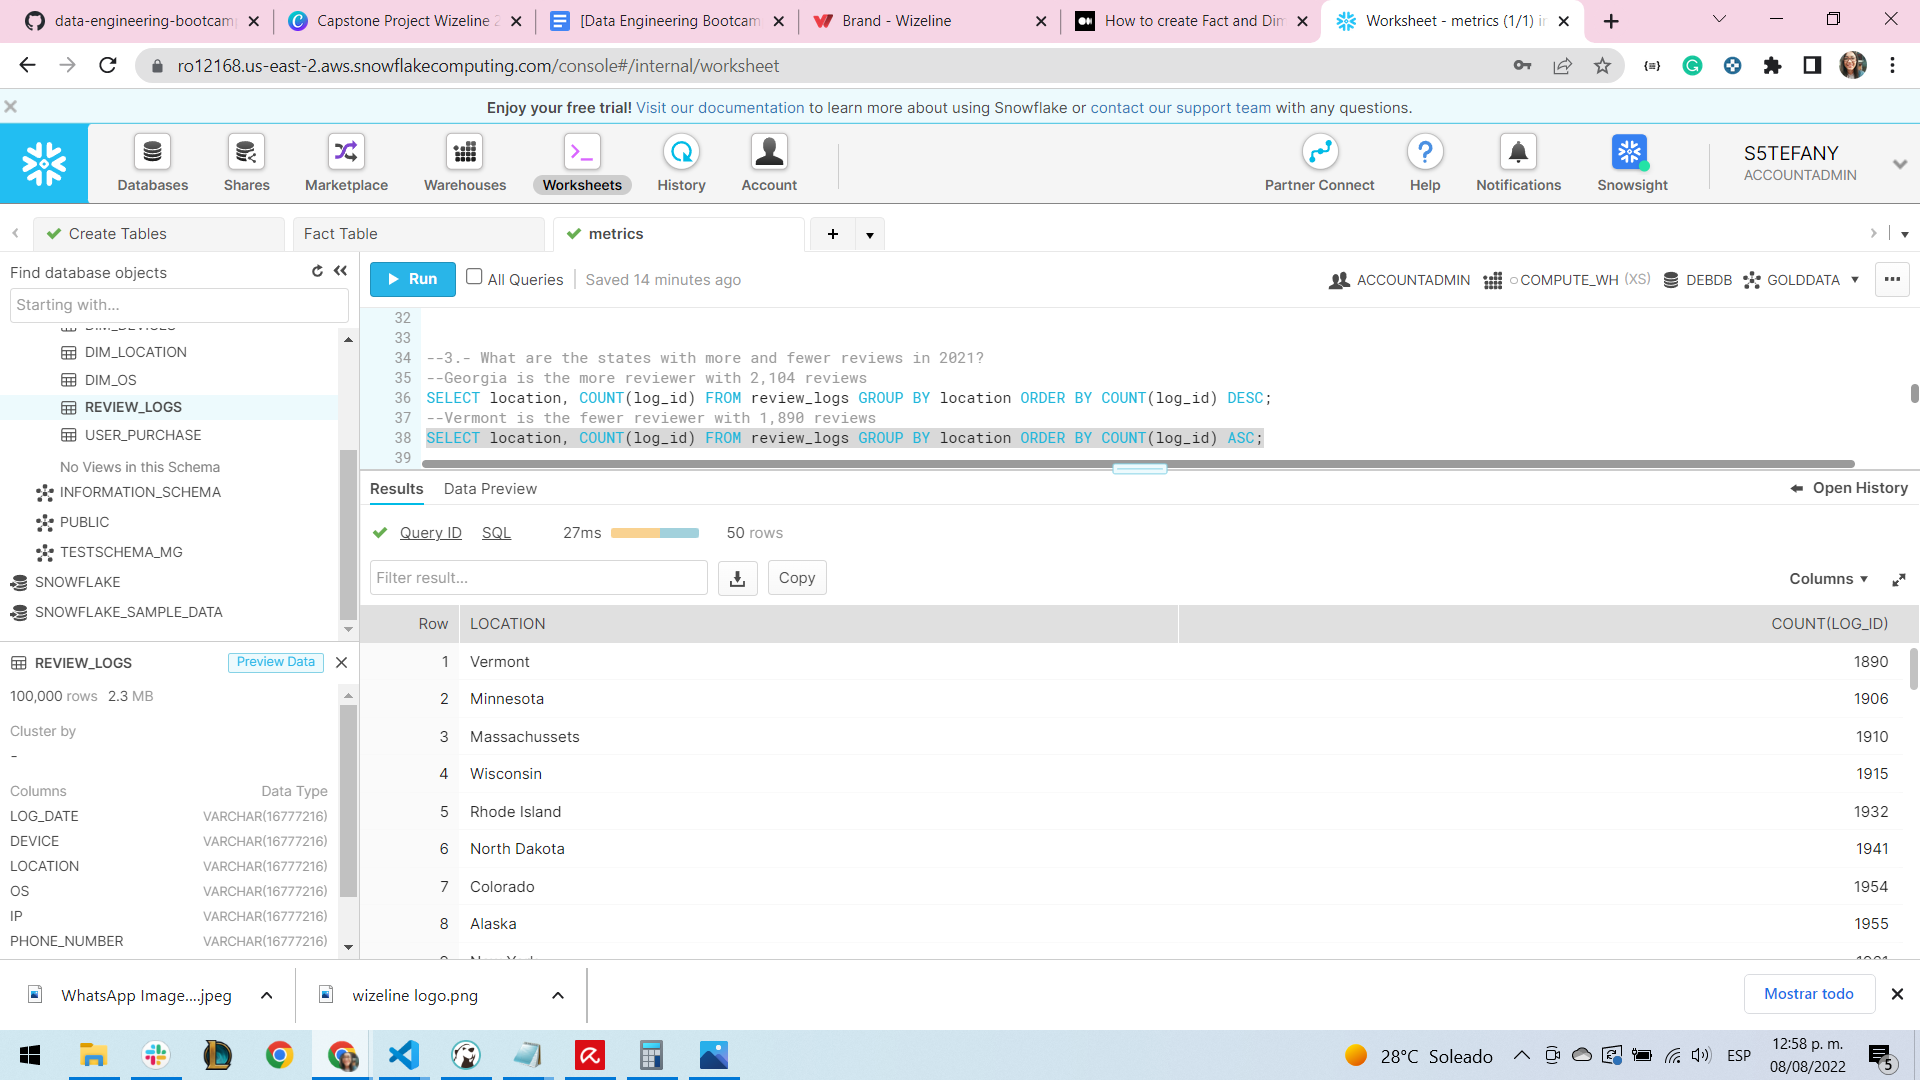 data-engineering-bootcam
Capstone Project Wizeline 2
[Data Engineering Bootcam
Brand - Wizeline
How to create Fact and Dim
Worksheet - metrics (1/1) in
ro12168.us-east-2.aws.snowflakecomputing.com/console#/internal/worksheet
Enjoy your free trial! Visit our documentation to learn more about using Snowflake or contact our support team with any questions.
Databases
Shares
Marketplace
Warehouses
Worksheets
History
Account
Partner Connect
Help
Notifications
Snowsight
S5TEFANY
ACCOUNTADMIN
Create Tables
Fact Table
metrics
Find database objects
Starting with...
DIM_DEVICES
DIM_LOCATION
DIM_OS
REVIEW_LOGS
USER_PURCHASE
No Views in this Schema
INFORMATION_SCHEMA
PUBLIC
TESTSCHEMA_MG
SNOWFLAKE
SNOWFLAKE_SAMPLE_DATA
REVIEW_LOGS Preview Data
100,000 rows 2.3 MB
Cluster by
-
Columns Data Type
LOG_DATE VARCHAR(16777216)
DEVICE VARCHAR(16777216)
LOCATION VARCHAR(16777216)
OS VARCHAR(16777216)
IP VARCHAR(16777216)
PHONE_NUMBER VARCHAR(16777216)
Run All Queries Saved 14 minutes ago
ACCOUNTADMIN COMPUTE_WH (XS) DEBDB GOLDDATA
32
33
34 --3.- What are the states with more and fewer reviews in 2021?
35 --Georgia is the more reviewer with 2,104 reviews
36 SELECT location, COUNT(log_id) FROM review_logs GROUP BY location ORDER BY COUNT(log_id) DESC;
37 --Vermont is the fewer reviewer with 1,890 reviews
38 SELECT location, COUNT(log_id) FROM review_logs GROUP BY location ORDER BY COUNT(log_id) ASC;
39
Results Data Preview Open History
Query ID SQL 27ms 50 rows
Filter result... Copy Columns
Row LOCATION COUNT(LOG_ID)
1 Vermont 1890
2 Minnesota 1906
3 Massachussets 1910
4 Wisconsin 1915
5 Rhode Island 1932
6 North Dakota 1941
7 Colorado 1954
8 Alaska 1955
WhatsApp Image....jpeg
wizeline logo.png
Mostrar todo
28°C Soleado
ESP
12:58 p. m.
08/08/2022
5